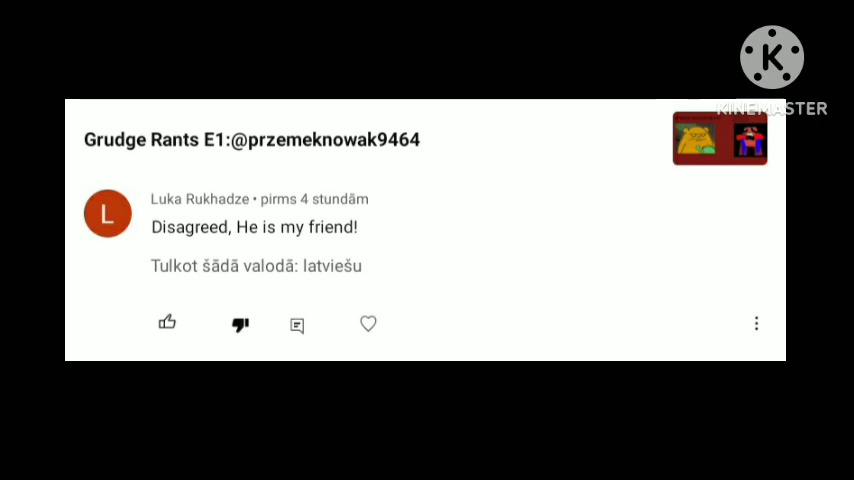 KINEMASTER
Grudge Rants E1:@przemeknowak9464
Luka Rukhadze • pirms 4 stundām
Disagreed, He is my friend!
Tulkot šādā valodā: latviešu